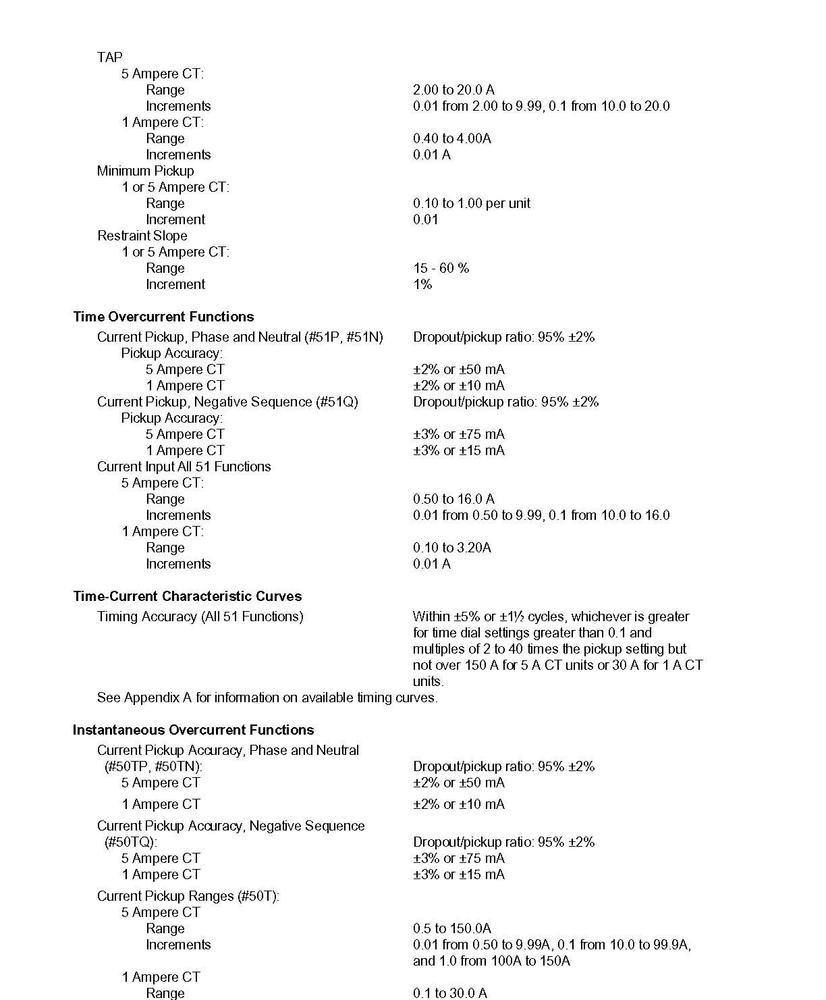 TAP
5 Ampere CT:
Range 2.00 to 20.0 A
Increments 0.01 from 2.00 to 9.99, 0.1 from 10.0 to 20.0
1 Ampere CT:
Range 0.40 to 4.00A
Increments 0.01 A
Minimum Pickup
1 or 5 Ampere CT:
Range 0.10 to 1.00 per unit
Increment 0.01
Restraint Slope
1 or 5 Ampere CT:
Range 15 - 60 %
Increment 1%
Time Overcurrent Functions
Current Pickup, Phase and Neutral (#51P, #51N) Dropout/pickup ratio: 95% ±2%
Pickup Accuracy:
5 Ampere CT ±2% or ±50 mA
1 Ampere CT ±2% or ±10 mA
Current Pickup, Negative Sequence (#51Q) Dropout/pickup ratio: 95% ±2%
Pickup Accuracy:
5 Ampere CT ±3% or ±75 mA
1 Ampere CT ±3% or ±15 mA
Current Input All 51 Functions
5 Ampere CT:
Range 0.50 to 16.0 A
Increments 0.01 from 0.50 to 9.99, 0.1 from 10.0 to 16.0
1 Ampere CT:
Range 0.10 to 3.20A
Increments 0.01 A
Time-Current Characteristic Curves
Timing Accuracy (All 51 Functions) Within ±5% or ±1½ cycles, whichever is greater
for time dial settings greater than 0.1 and
multiples of 2 to 40 times the pickup setting but
not over 150 A for 5 A CT units or 30 A for 1 A CT
units.
See Appendix A for information on available timing curves.
Instantaneous Overcurrent Functions
Current Pickup Accuracy, Phase and Neutral
(#50TP, #50TN): Dropout/pickup ratio: 95% ±2%
5 Ampere CT ±2% or ±50 mA
1 Ampere CT ±2% or ±10 mA
Current Pickup Accuracy, Negative Sequence
(#50TQ): Dropout/pickup ratio: 95% ±2%
5 Ampere CT ±3% or ±75 mA
1 Ampere CT ±3% or ±15 mA
Current Pickup Ranges (#50T):
5 Ampere CT
Range 0.5 to 150.0A
Increments 0.01 from 0.50 to 9.99A, 0.1 from 10.0 to 99.9A,
and 1.0 from 100A to 150A
1 Ampere CT
Range 0.1 to 30.0 A